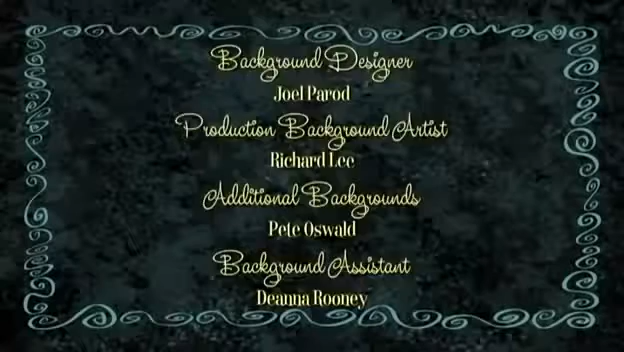 Background Designer
Joel Parod
Production Background Artist
Richard Lee
Additional Backgrounds
Pete Oswald
Background Assistant
Deanna Rooney